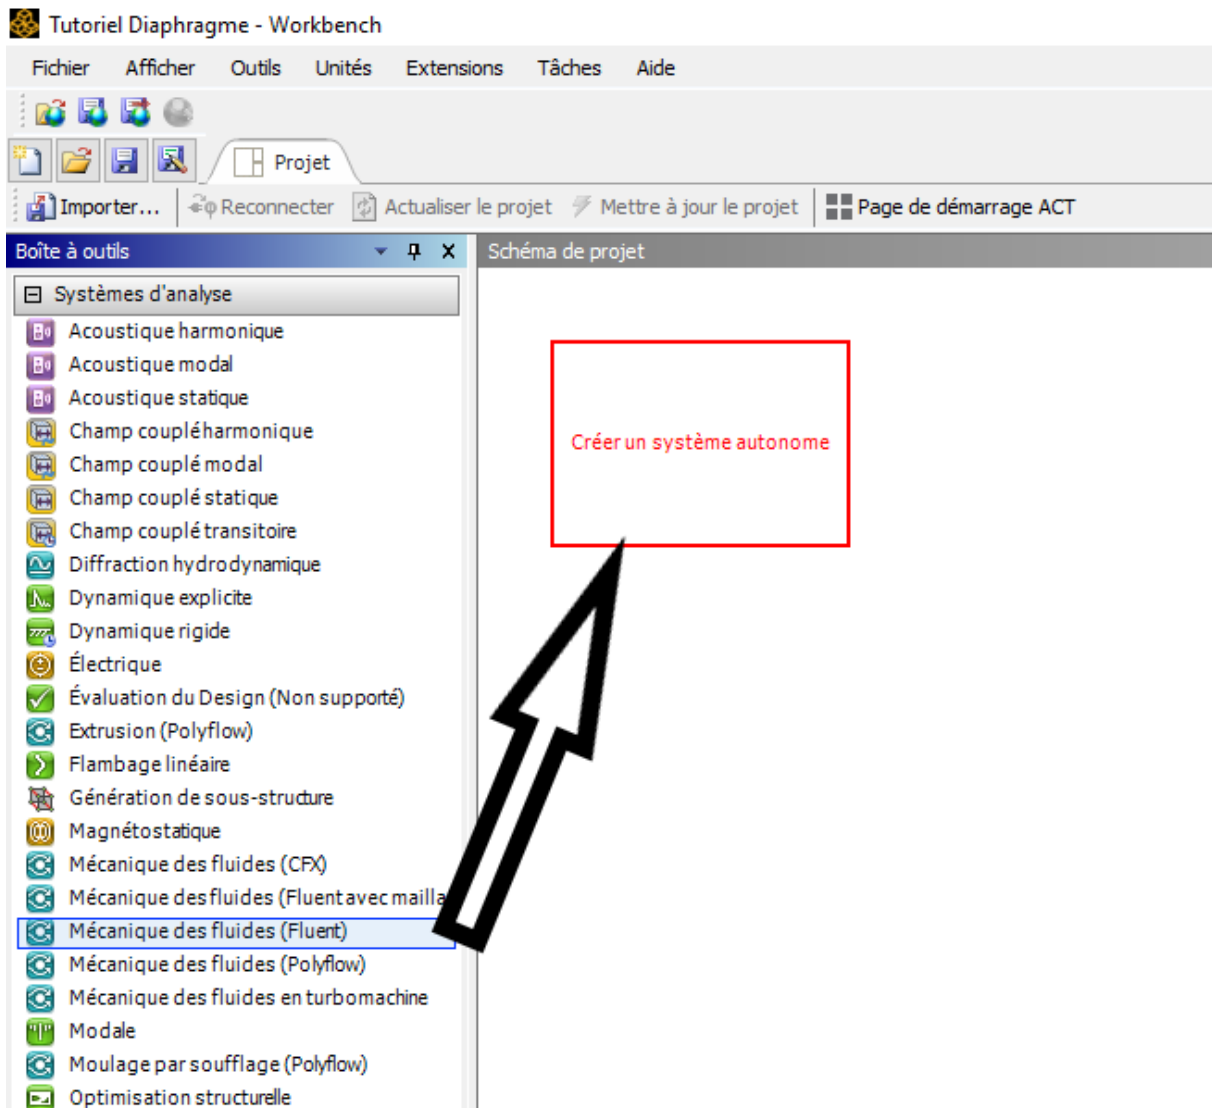 Tutoriel Diaphragme - Workbench
Fichier Afficher Outils Unités Extensions Tâches Aide
Projet
Importer... Reconnecter Actualiser le projet Mettre à jour le projet Page de démarrage ACT
Boîte à outils Schéma de projet
Systèmes d'analyse
Acoustique harmonique
Acoustique modal
Acoustique statique
Champ couplé harmonique
Créer un système autonome
Champ couplé modal
Champ couplé statique
Champ couplé transitoire
Diffraction hydrodynamique
Dynamique explicite
Dynamique rigide
Électrique
Évaluation du Design (Non supporté)
Extrusion (Polyflow)
Flambage linéaire
Génération de sous-structure
Magnétostatique
Mécanique des fluides (CFX)
Mécanique des fluides (Fluent avec mailla
Mécanique des fluides (Fluent)
Mécanique des fluides (Polyflow)
Mécanique des fluides en turbomachine
Modale
Moulage par soufflage (Polyflow)
Optimisation structurelle